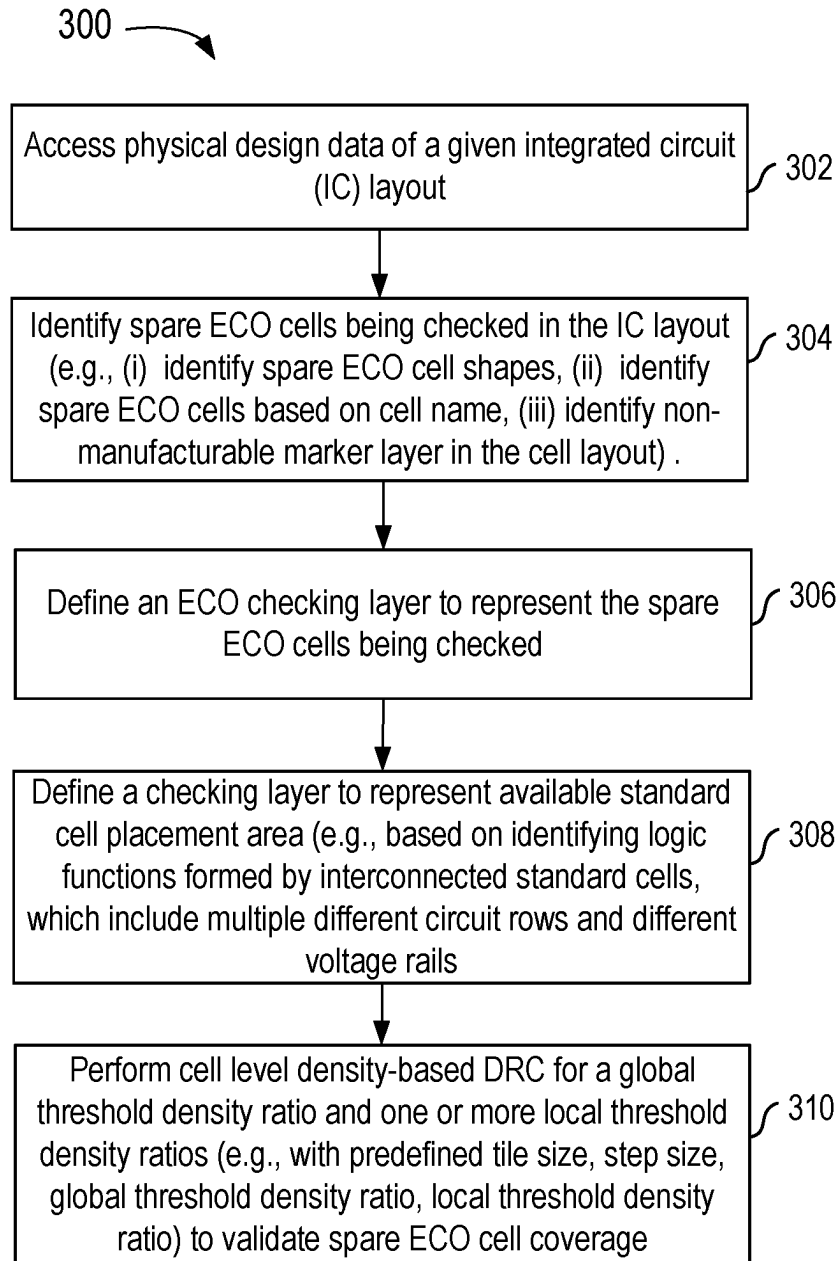 300
Access physical design data of a given integrated circuit
(IC) layout
302
Identify spare ECO cells being checked in the IC layout
(e.g., (i) identify spare ECO cell shapes, (ii) identify
spare ECO cells based on cell name, (iii) identify non-
manufacturable marker layer in the cell layout) .
304
Define an ECO checking layer to represent the spare
ECO cells being checked
306
Define a checking layer to represent available standard
cell placement area (e.g., based on identifying logic
functions formed by interconnected standard cells,
which include multiple different circuit rows and different
voltage rails
308
Perform cell level density-based DRC for a global
threshold density ratio and one or more local threshold
density ratios (e.g., with predefined tile size, step size,
global threshold density ratio, local threshold density
ratio) to validate spare ECO cell coverage
310